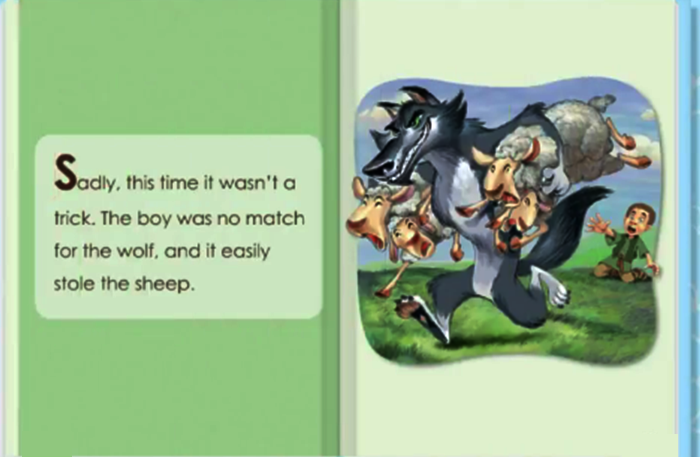 Sadly, this time it wasn't a
trick. The boy was no match
for the wolf, and it easily
stole the sheep.